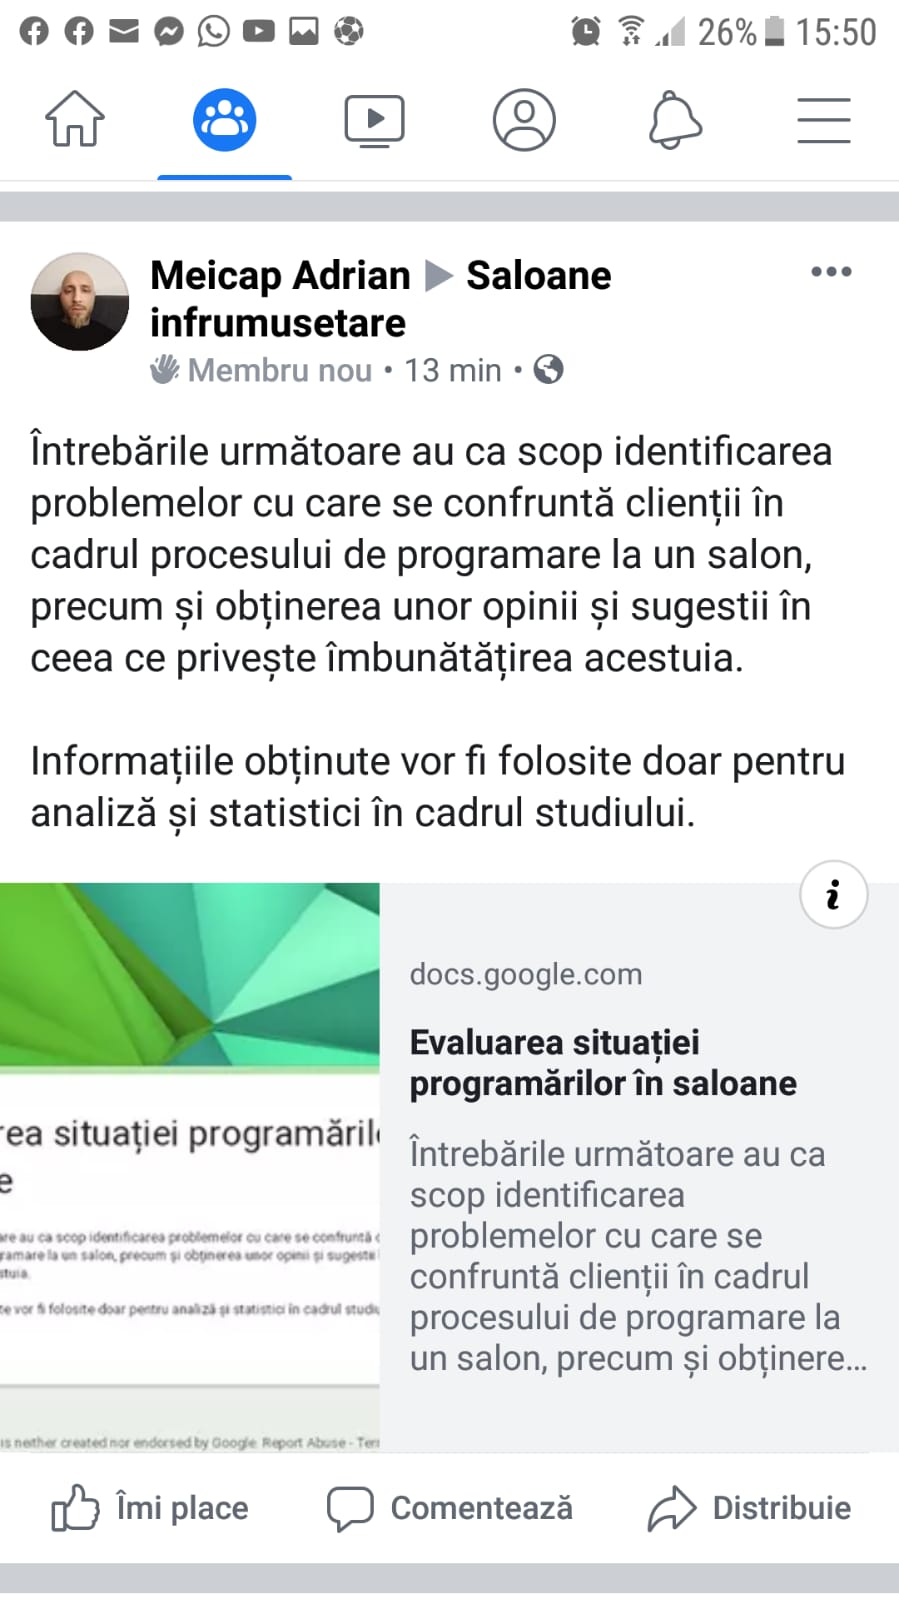 26% 15:50
Meicap Adrian ▶ Saloane
infrumusetare
Membru nou • 13 min •
Întrebările următoare au ca scop identificarea
problemelor cu care se confruntă clienții în
cadrul procesului de programare la un salon,
precum și obținerea unor opinii și sugestii în
ceea ce privește îmbunătățirea acestuia.
Informațiile obținute vor fi folosite doar pentru
analiză și statistici în cadrul studiului.
rea situației programăril
e
are au ca scop identificarea problemelor cu care se confruntă c
ramare la un salon, precum și obținerea unor opinii și sugestii
stuia.
te vor fi folosite doar pentru analiză și statistici în cadrul studiu
is neither created nor endorsed by Google. Report Abuse - Ter
docs.google.com
Evaluarea situației
programărilor în saloane
Întrebările următoare au ca
scop identificarea
problemelor cu care se
confruntă clienții în cadrul
procesului de programare la
un salon, precum și obținere...
Îmi place Comentează Distribuie